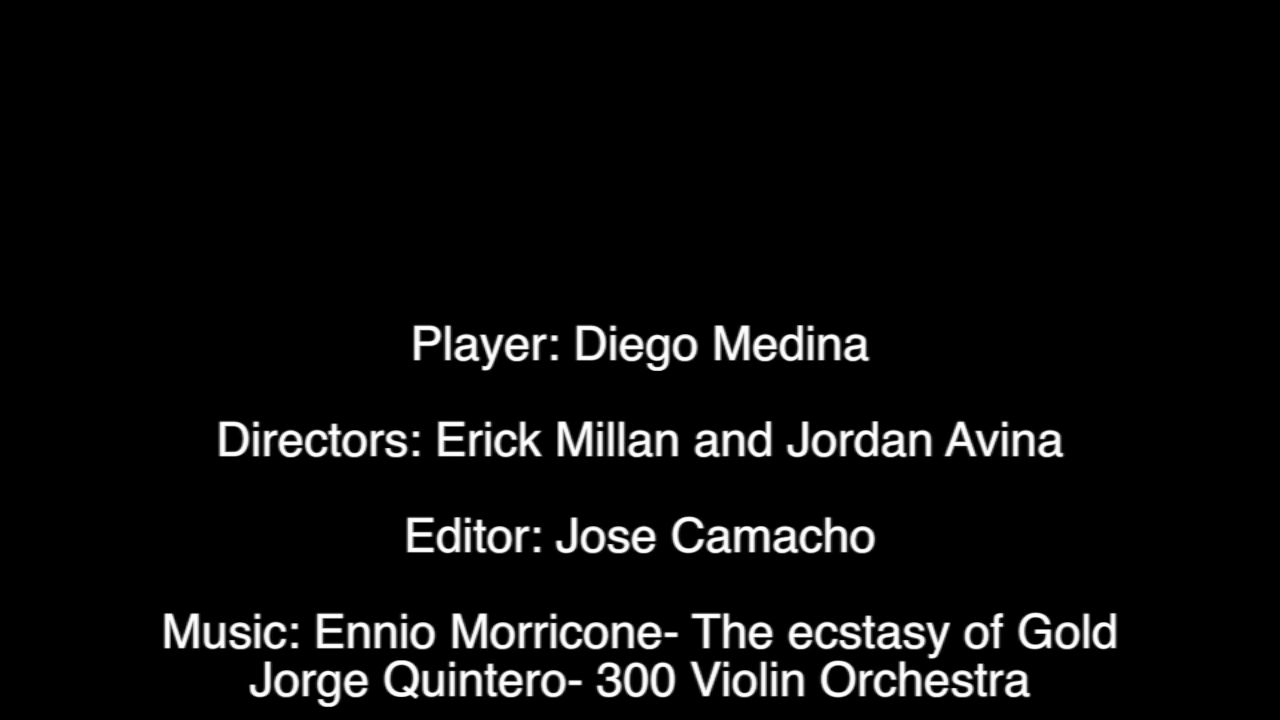 Player: Diego Medina
Directors: Erick Millan and Jordan Avina
Editor: Jose Camacho
Music: Ennio Morricone- The ecstasy of Gold
Jorge Quintero- 300 Violin Orchestra